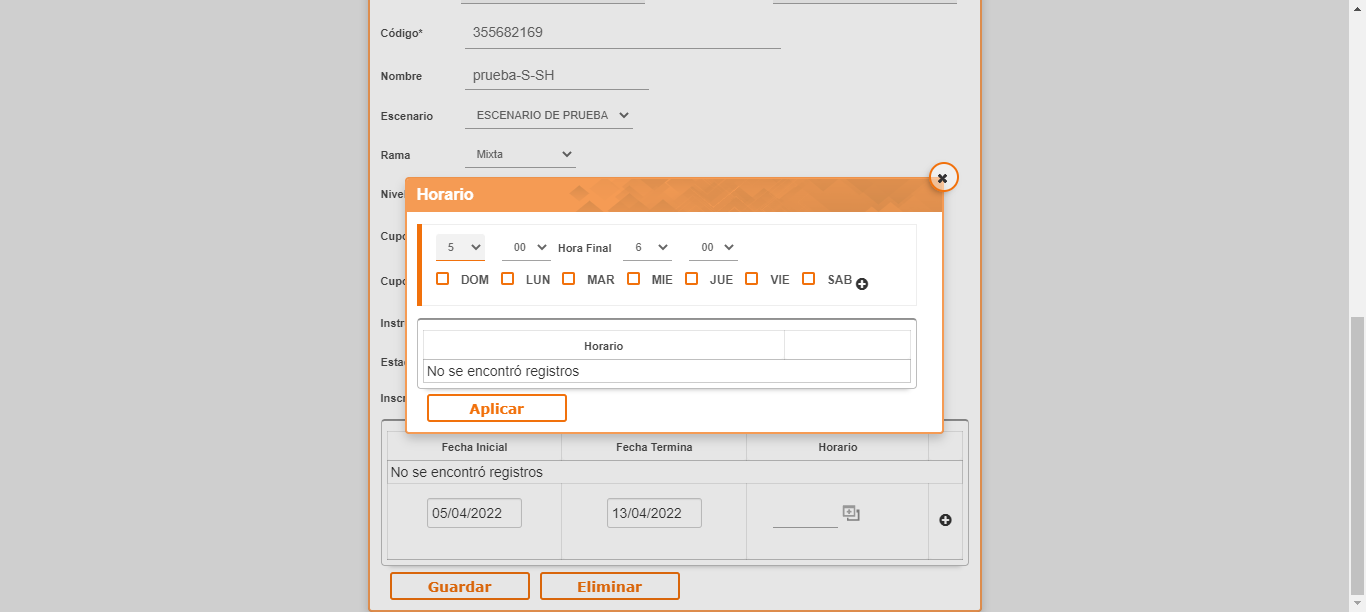 Código* 355682169
Nombre prueba-S-SH
Escenario ESCENARIO DE PRUEBA
Rama Mixta
Nivel
Horario
5 00 Hora Final 6 00
DOM LUN MAR MIE JUE VIE SAB
Horario
No se encontró registros
Aplicar
Cupo
Cupo
Instr
Esta
Inscr
Fecha Inicial Fecha Termina Horario
No se encontró registros
05/04/2022 13/04/2022
Guardar Eliminar